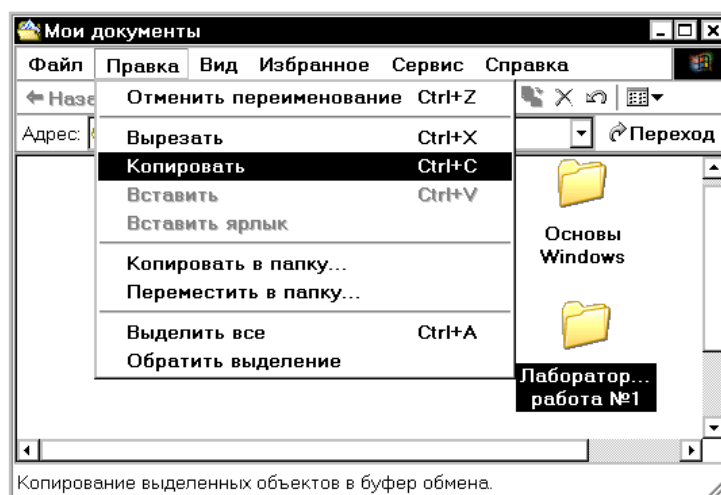 Мои документы
Файл Правка Вид Избранное Сервис Справка
Отменить переименование Ctrl+Z
Адрес: Переход
Вырезать Ctrl+X
Копировать Ctrl+C
Вставить Ctrl+V
Вставить ярлык
Основы
Windows
Копировать в папку...
Переместить в папку...
Выделить все Ctrl+A
Обратить выделение
Лаборатор...
работа №1
Копирование выделенных объектов в буфер обмена.